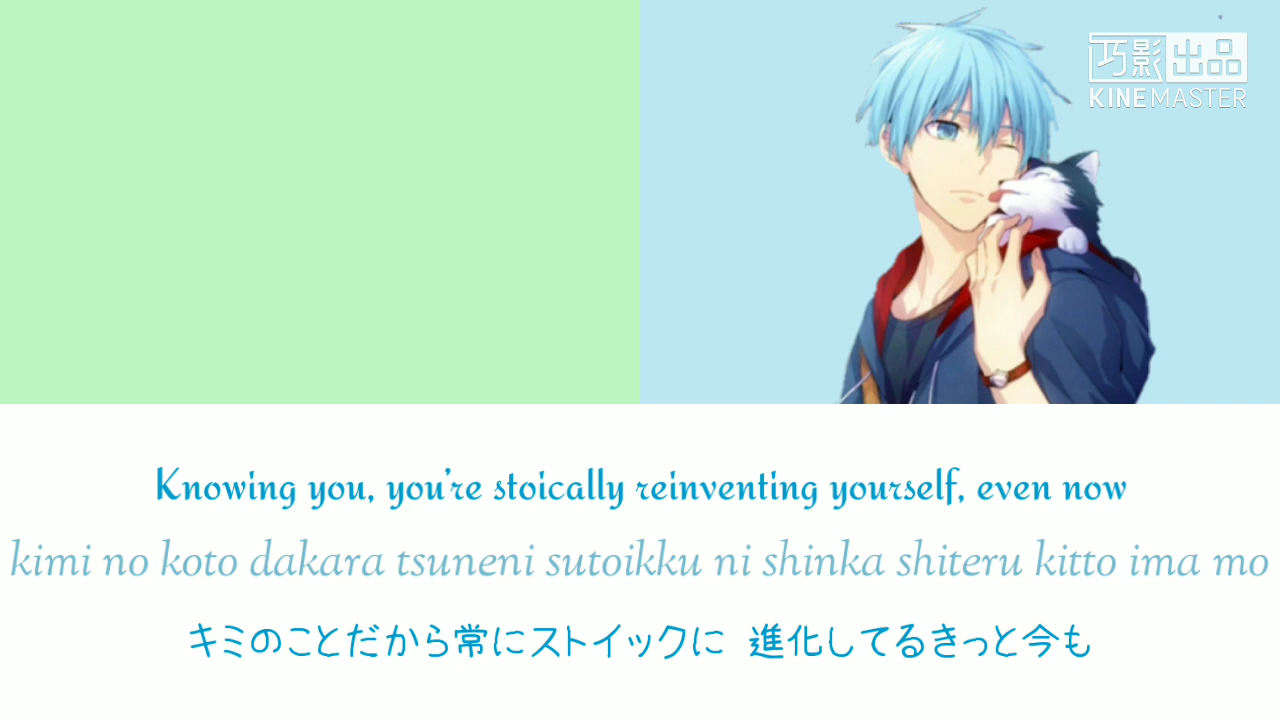 巧影出品
KINEMASTER
Knowing you, you're stoically reinventing yourself, even now
kimi no koto dakara tsuneni sutoikku ni shinka shiteru kitto ima mo
キミのことだから常にストイックに 進化してるきっと今も